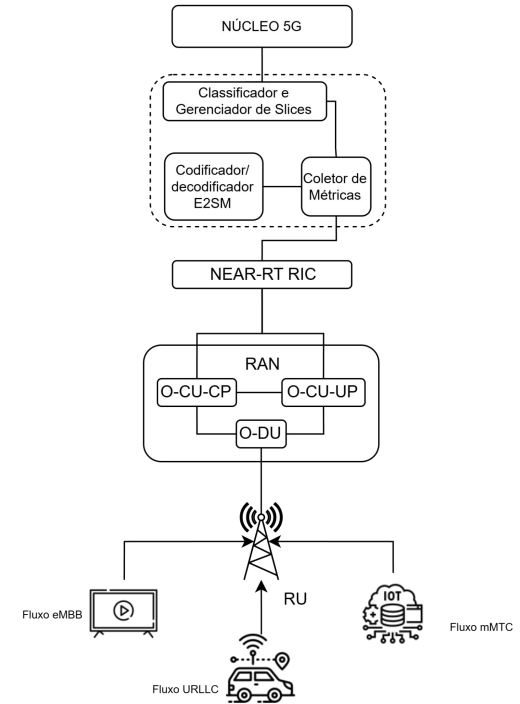 NÚCLEO 5G
Classificador e
Gerenciador de Slices
Codificador/
decodificador
E2SM
Coletor de
Métricas
NEAR-RT RIC
RAN
O-CU-CP
O-CU-UP
O-DU
RU
Fluxo eMBB
IOT
Fluxo mMTC
Fluxo URLLC